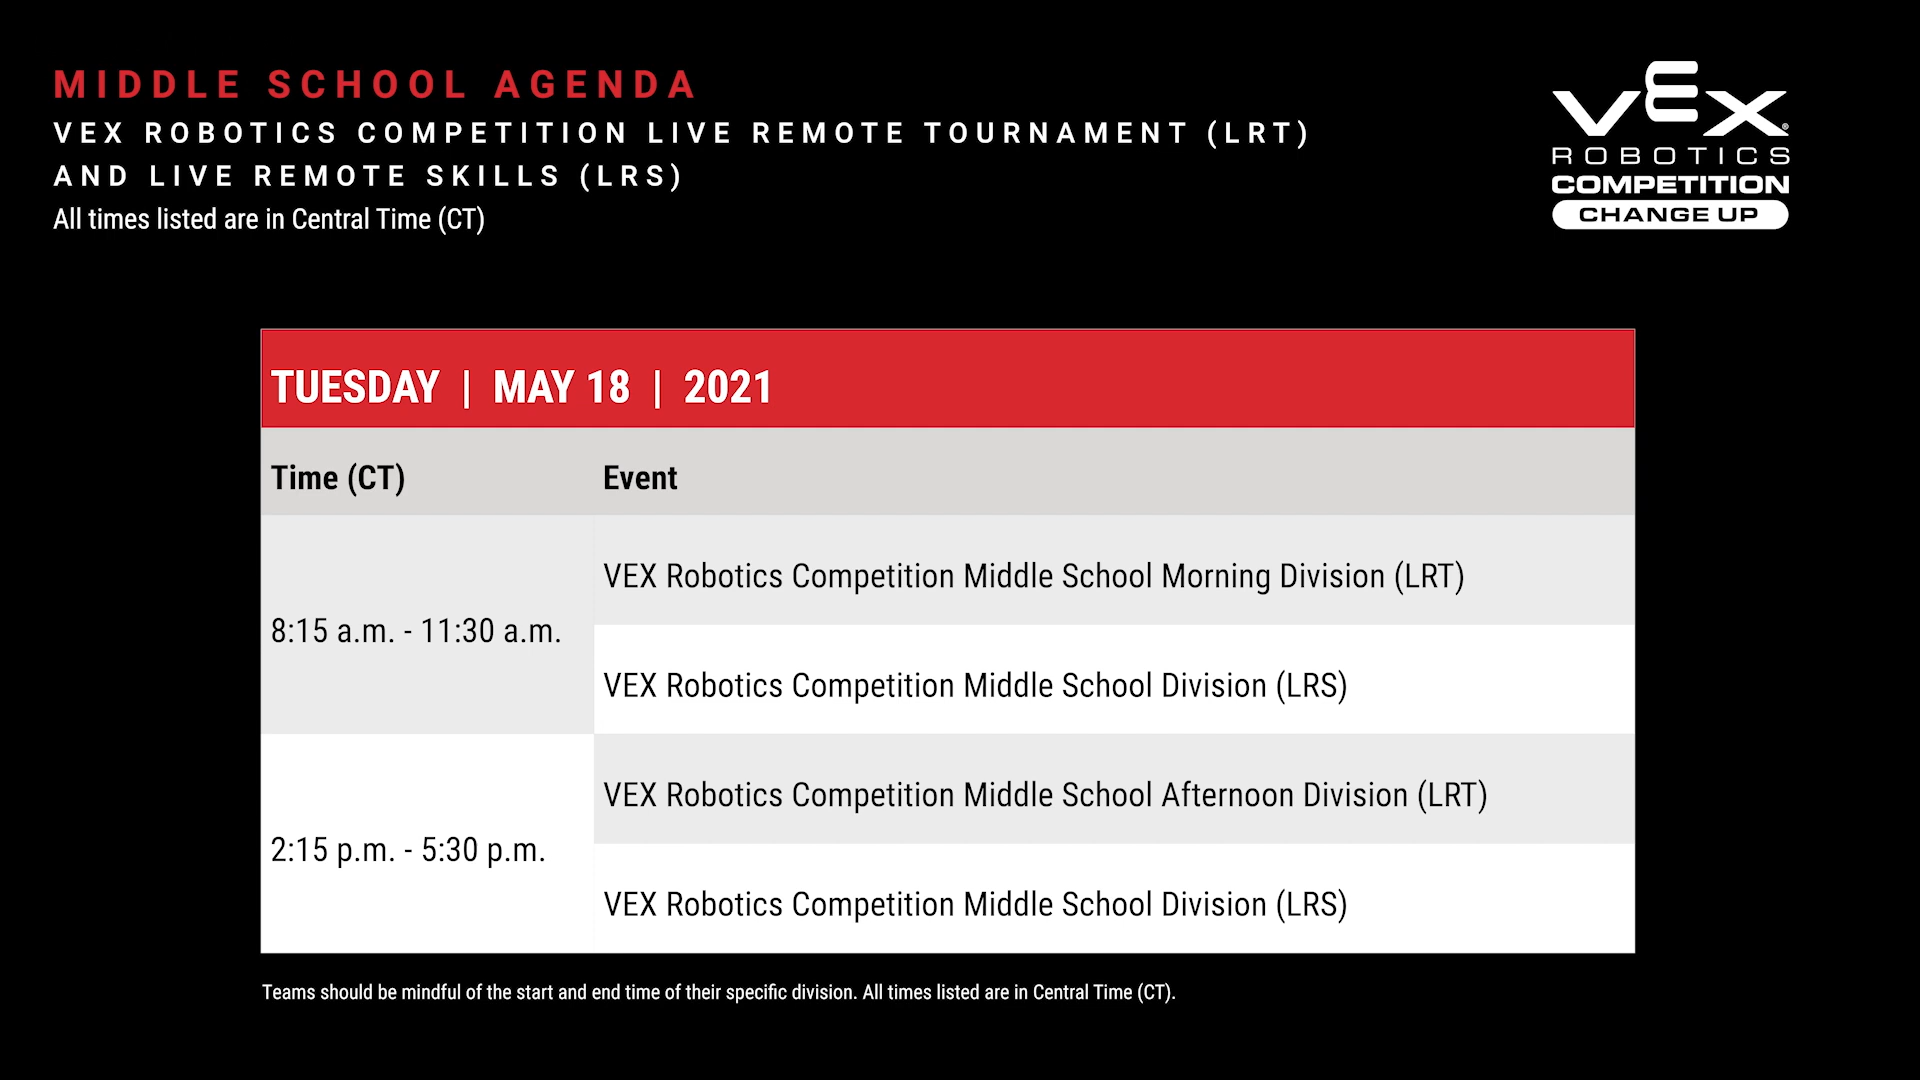 MIDDLE SCHOOL AGENDA
VEX ROBOTICS COMPETITION LIVE REMOTE TOURNAMENT (LRT)
AND LIVE REMOTE SKILLS (LRS)
All times listed are in Central Time (CT)
VEX®
ROBOTICS
COMPETITION
CHANGE UP
TUESDAY | MAY 18 | 2021
Time (CT) Event
8:15 a.m. - 11:30 a.m.
VEX Robotics Competition Middle School Morning Division (LRT)
VEX Robotics Competition Middle School Division (LRS)
2:15 p.m. - 5:30 p.m.
VEX Robotics Competition Middle School Afternoon Division (LRT)
VEX Robotics Competition Middle School Division (LRS)
Teams should be mindful of the start and end time of their specific division. All times listed are in Central Time (CT).